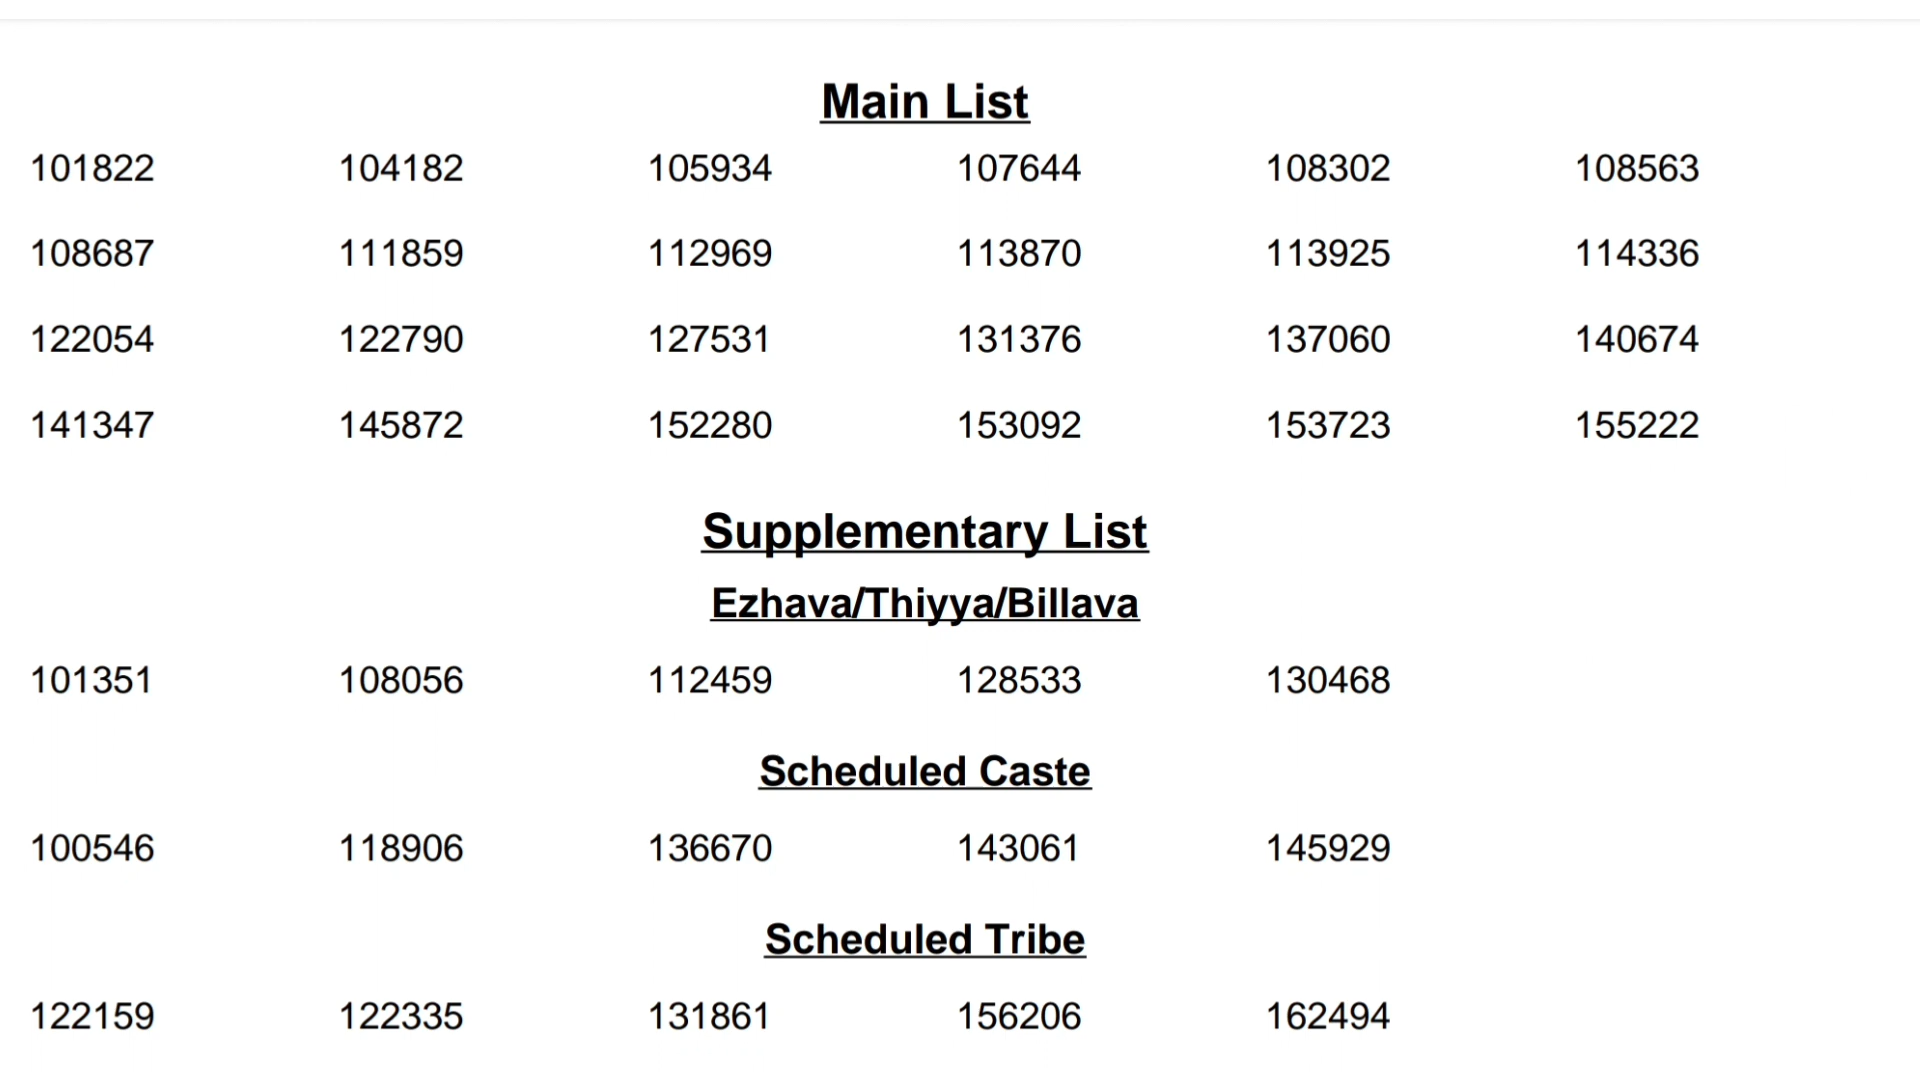 Main List
101822 104182 105934 107644 108302 108563
108687 111859 112969 113870 113925 114336
122054 122790 127531 131376 137060 140674
141347 145872 152280 153092 153723 155222
Supplementary List
Ezhava/Thiyya/Billava
101351 108056 112459 128533 130468
Scheduled Caste
100546 118906 136670 143061 145929
Scheduled Tribe
122159 122335 131861 156206 162494